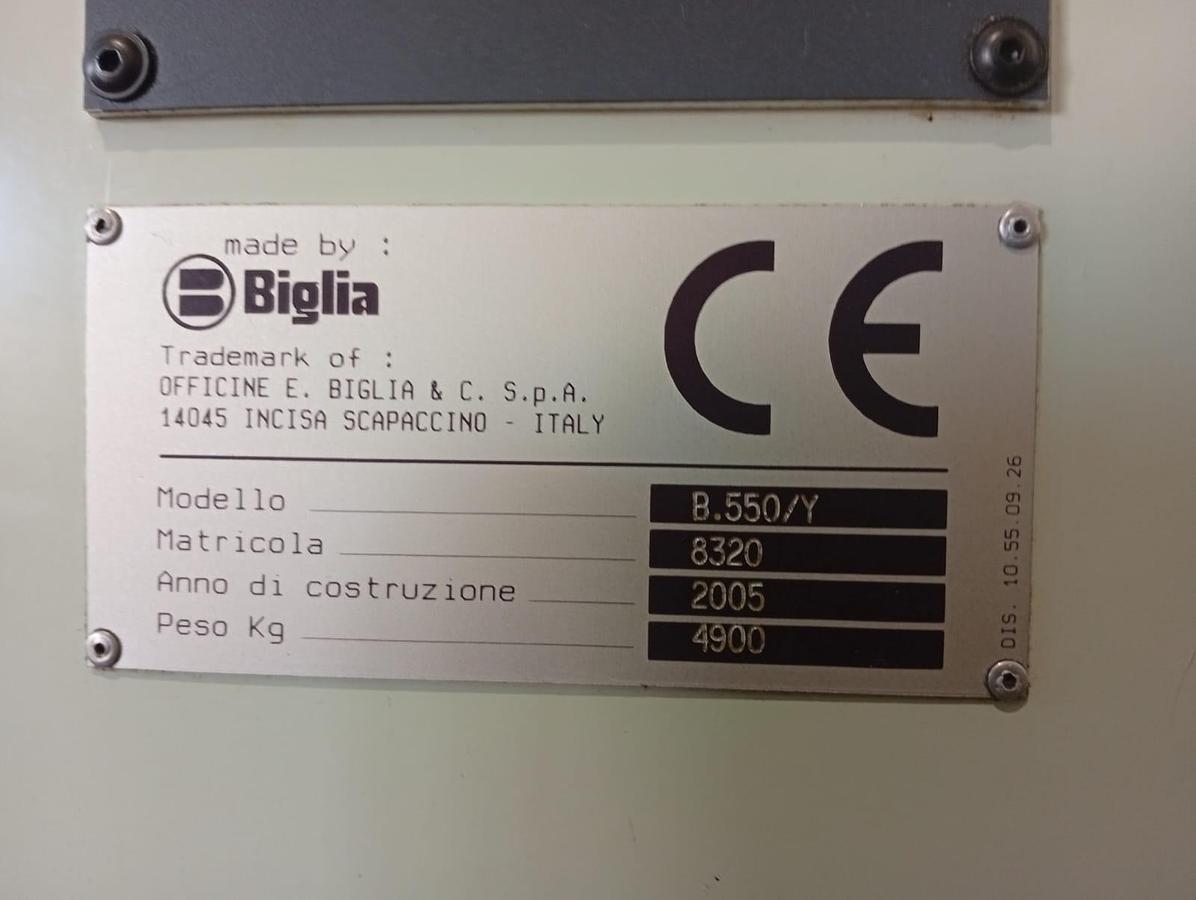 made by :
Biglia
Trademark of :
OFFICINE E. BIGLIA & C. S.p.A.
14045 INCISA SCAPACCINO - ITALY
CE
Modello B.550/Y
Matricola 8320
Anno di costruzione 2005
Peso Kg 4900
DIS. 10.55.09.26